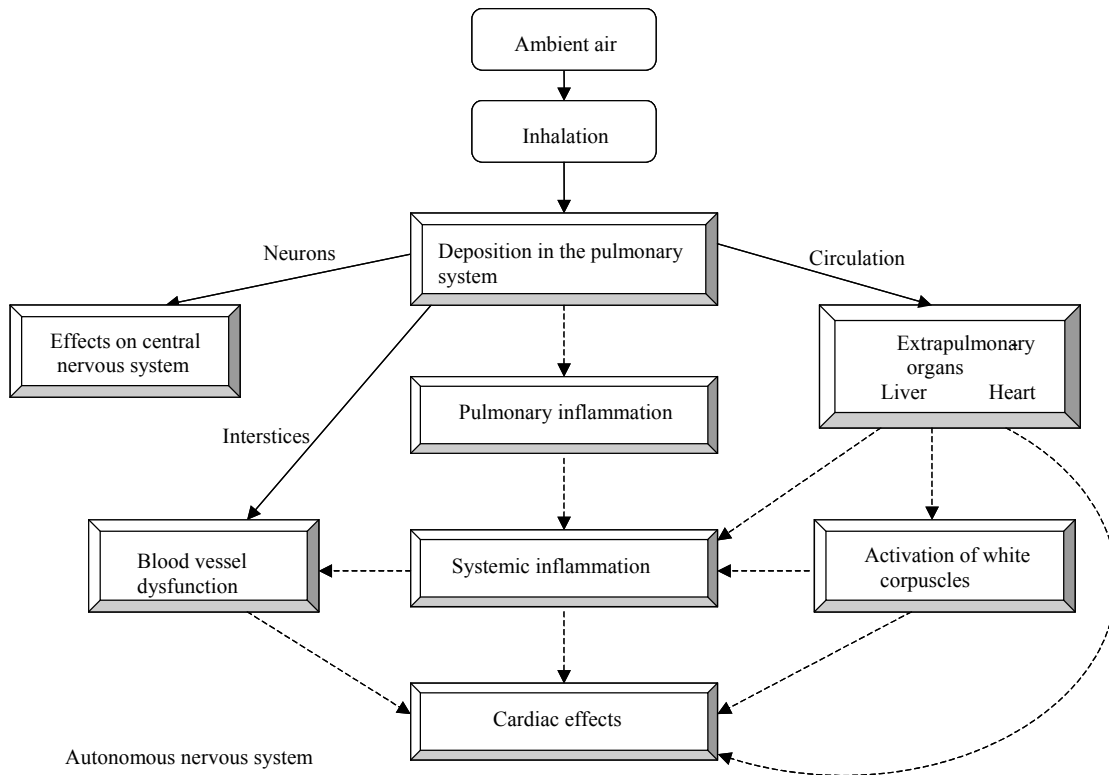 Ambient air
Inhalation
Deposition in the pulmonary
system
Neurons
Circulation
Effects on central
nervous system
Extrapulmonary
organs
Liver Heart
Pulmonary inflammation
Interstices
Blood vessel
dysfunction
Systemic inflammation
Activation of white
corpuscles
Cardiac effects
Autonomous nervous system